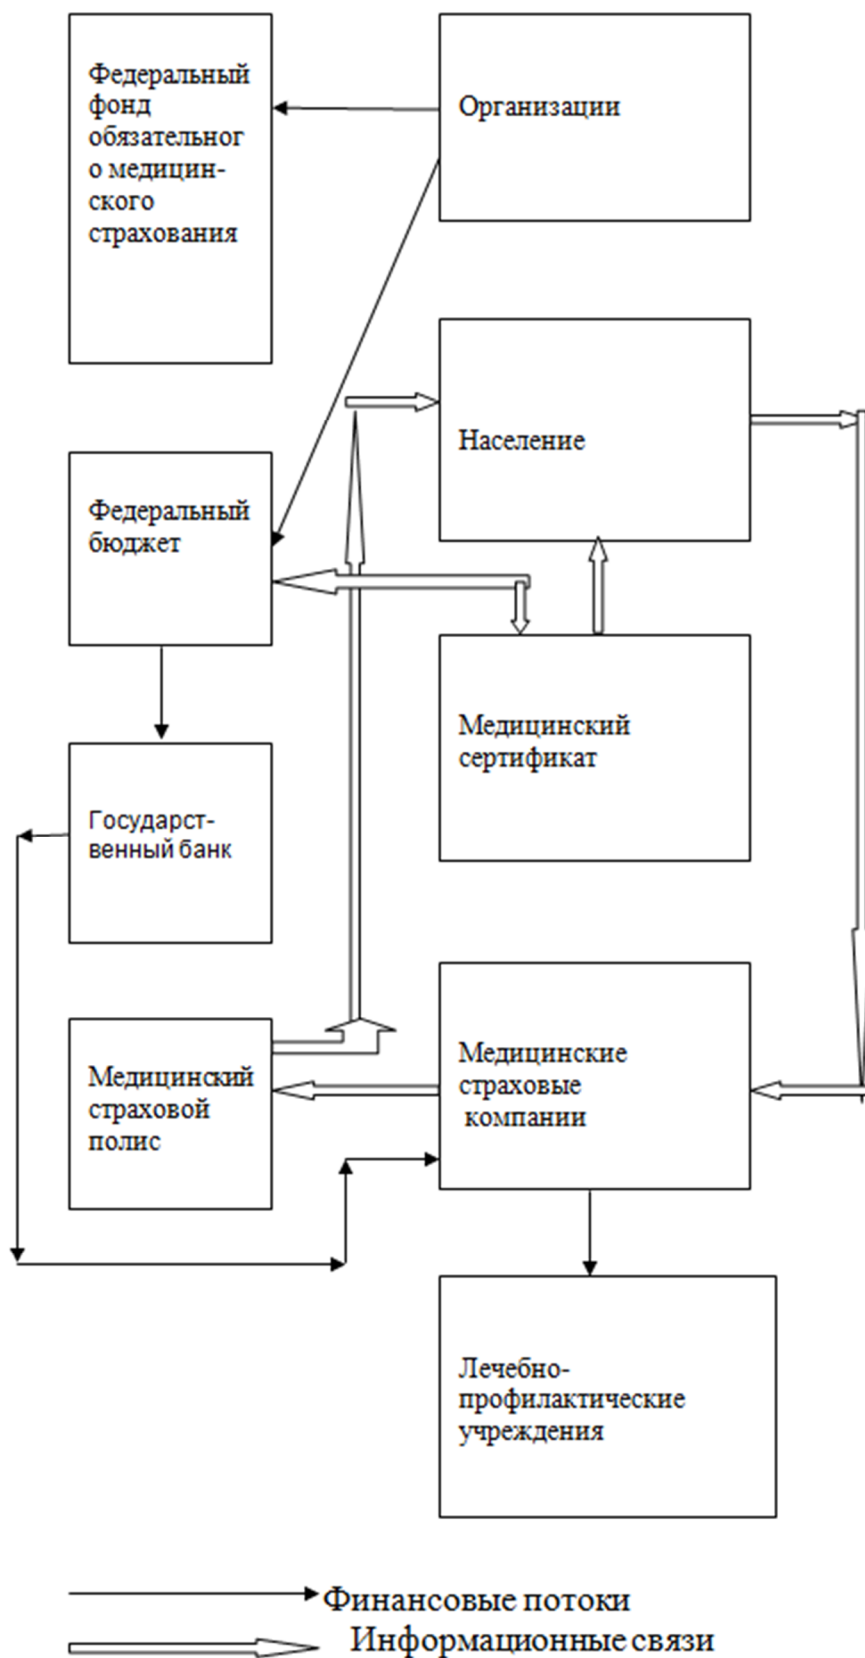 Федеральный
фонд
обязательног
о медицин-
ского
страхования
Организации
Население
Федеральный
бюджет
Медицинский
сертификат
Государст-
венный банк
Медицинские
страховые
компании
Медицинский
страховой
полис
Лечебно-
профилактические
учреждения
Финансовые потоки
Информационные связи